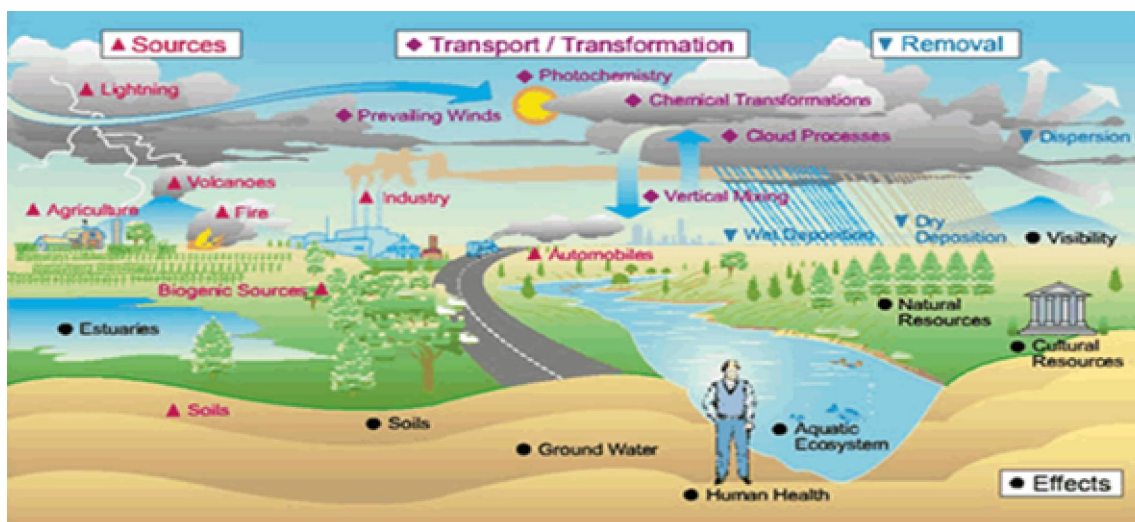 Sources
Transport / Transformation
Removal
Lightning
Photochemistry
Prevailing Winds
Chemical Transformations
Cloud Processes
Dispersion
Volcanoes
Agriculture
Fire
Industry
Vertical Mixing
Wet Deposition
Dry
Deposition
Visibility
Automobiles
Biogenic Sources
Estuaries
Natural
Resources
Cultural
Resources
Soils
Soils
Aquatic
Ecosystem
Ground Water
Human Health
Effects